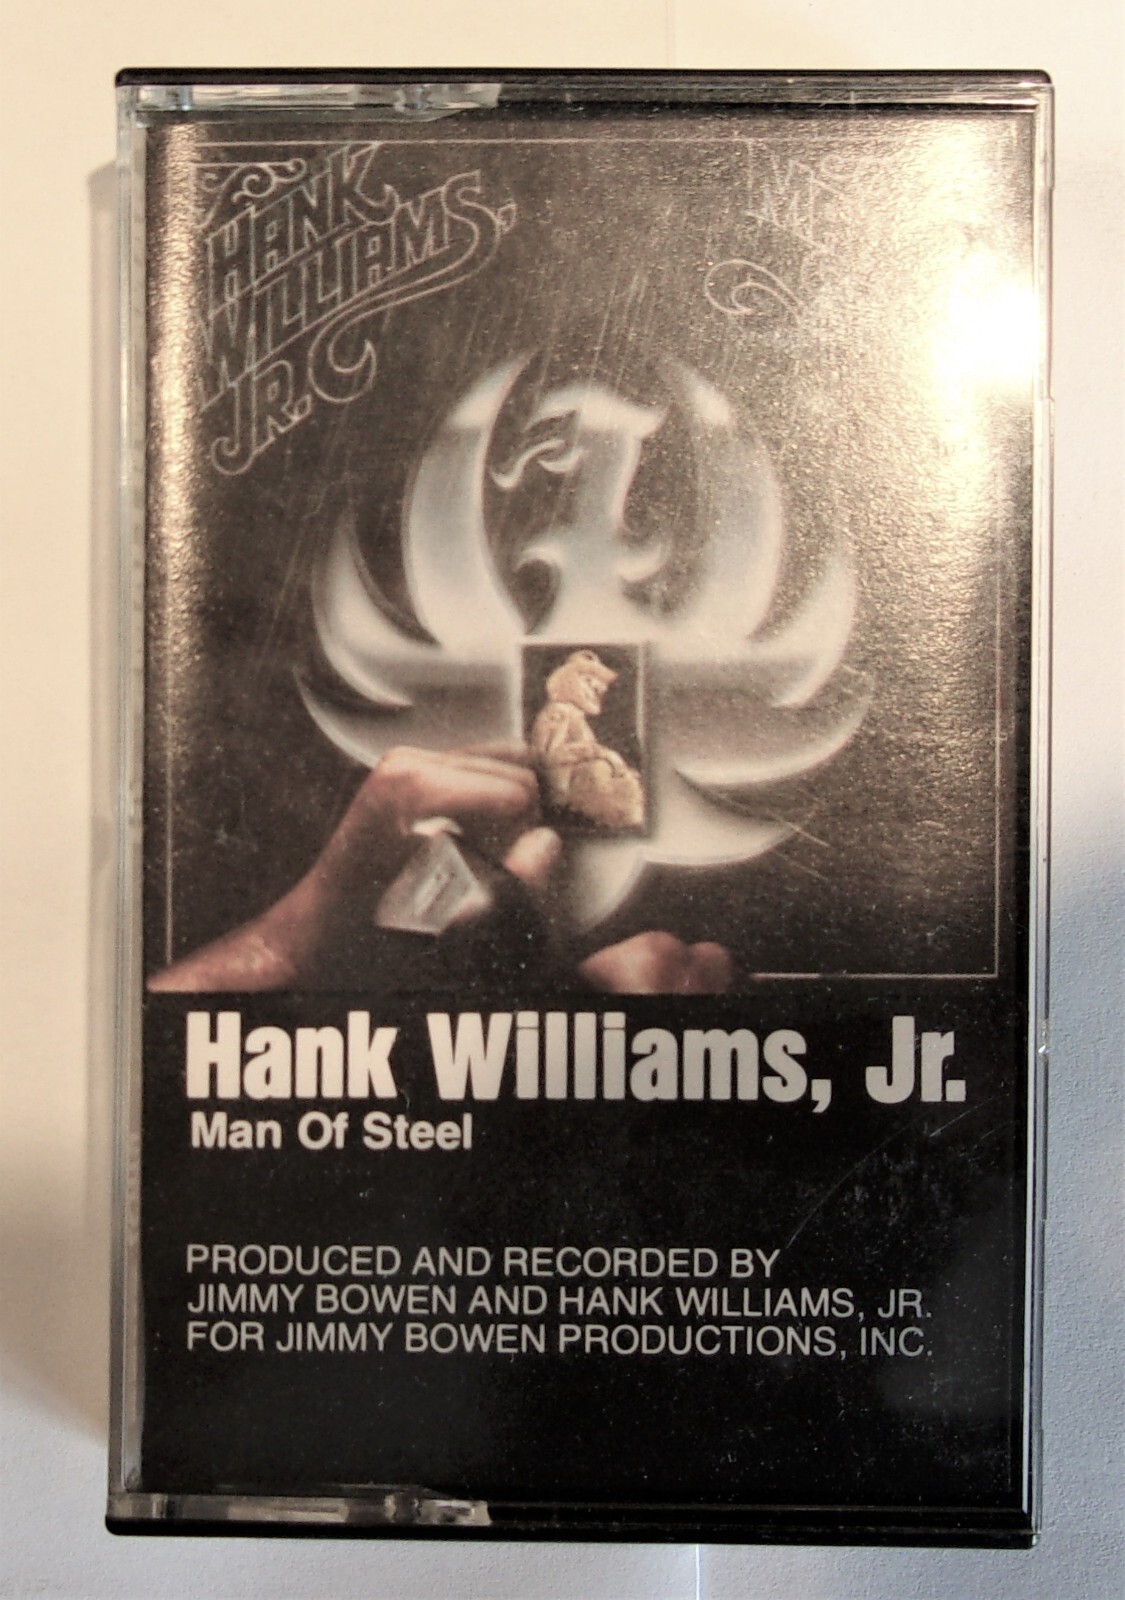 HANK
WILLIAMS.
JR.
Hank Williams, Jr.
Man Of Steel
PRODUCED AND RECORDED BY
JIMMY BOWEN AND HANK WILLIAMS, JR.
FOR JIMMY BOWEN PRODUCTIONS, INC.